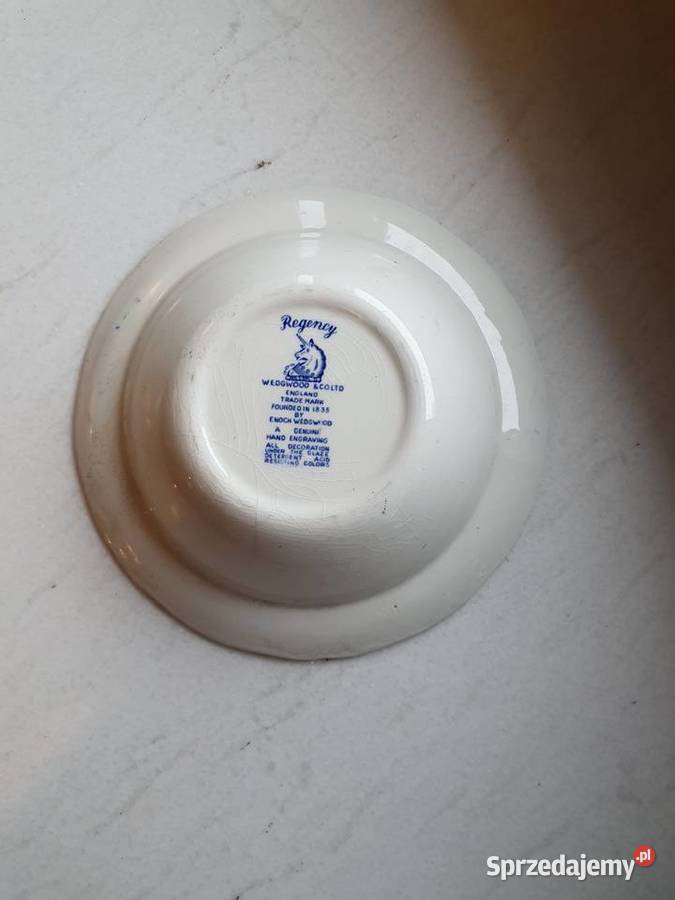 Regency
WEDGWOOD & CO LTD
ENGLAND
TRADE MARK
FOUNDED IN 1835
BY
ENOCH WEDGWOOD
A GENUINE
HAND ENGRAVING
ALL DECORATION
UNDER THE GLAZE
DETERGENT ACID
RESISTING COLORS
Sprzedajemy.pl